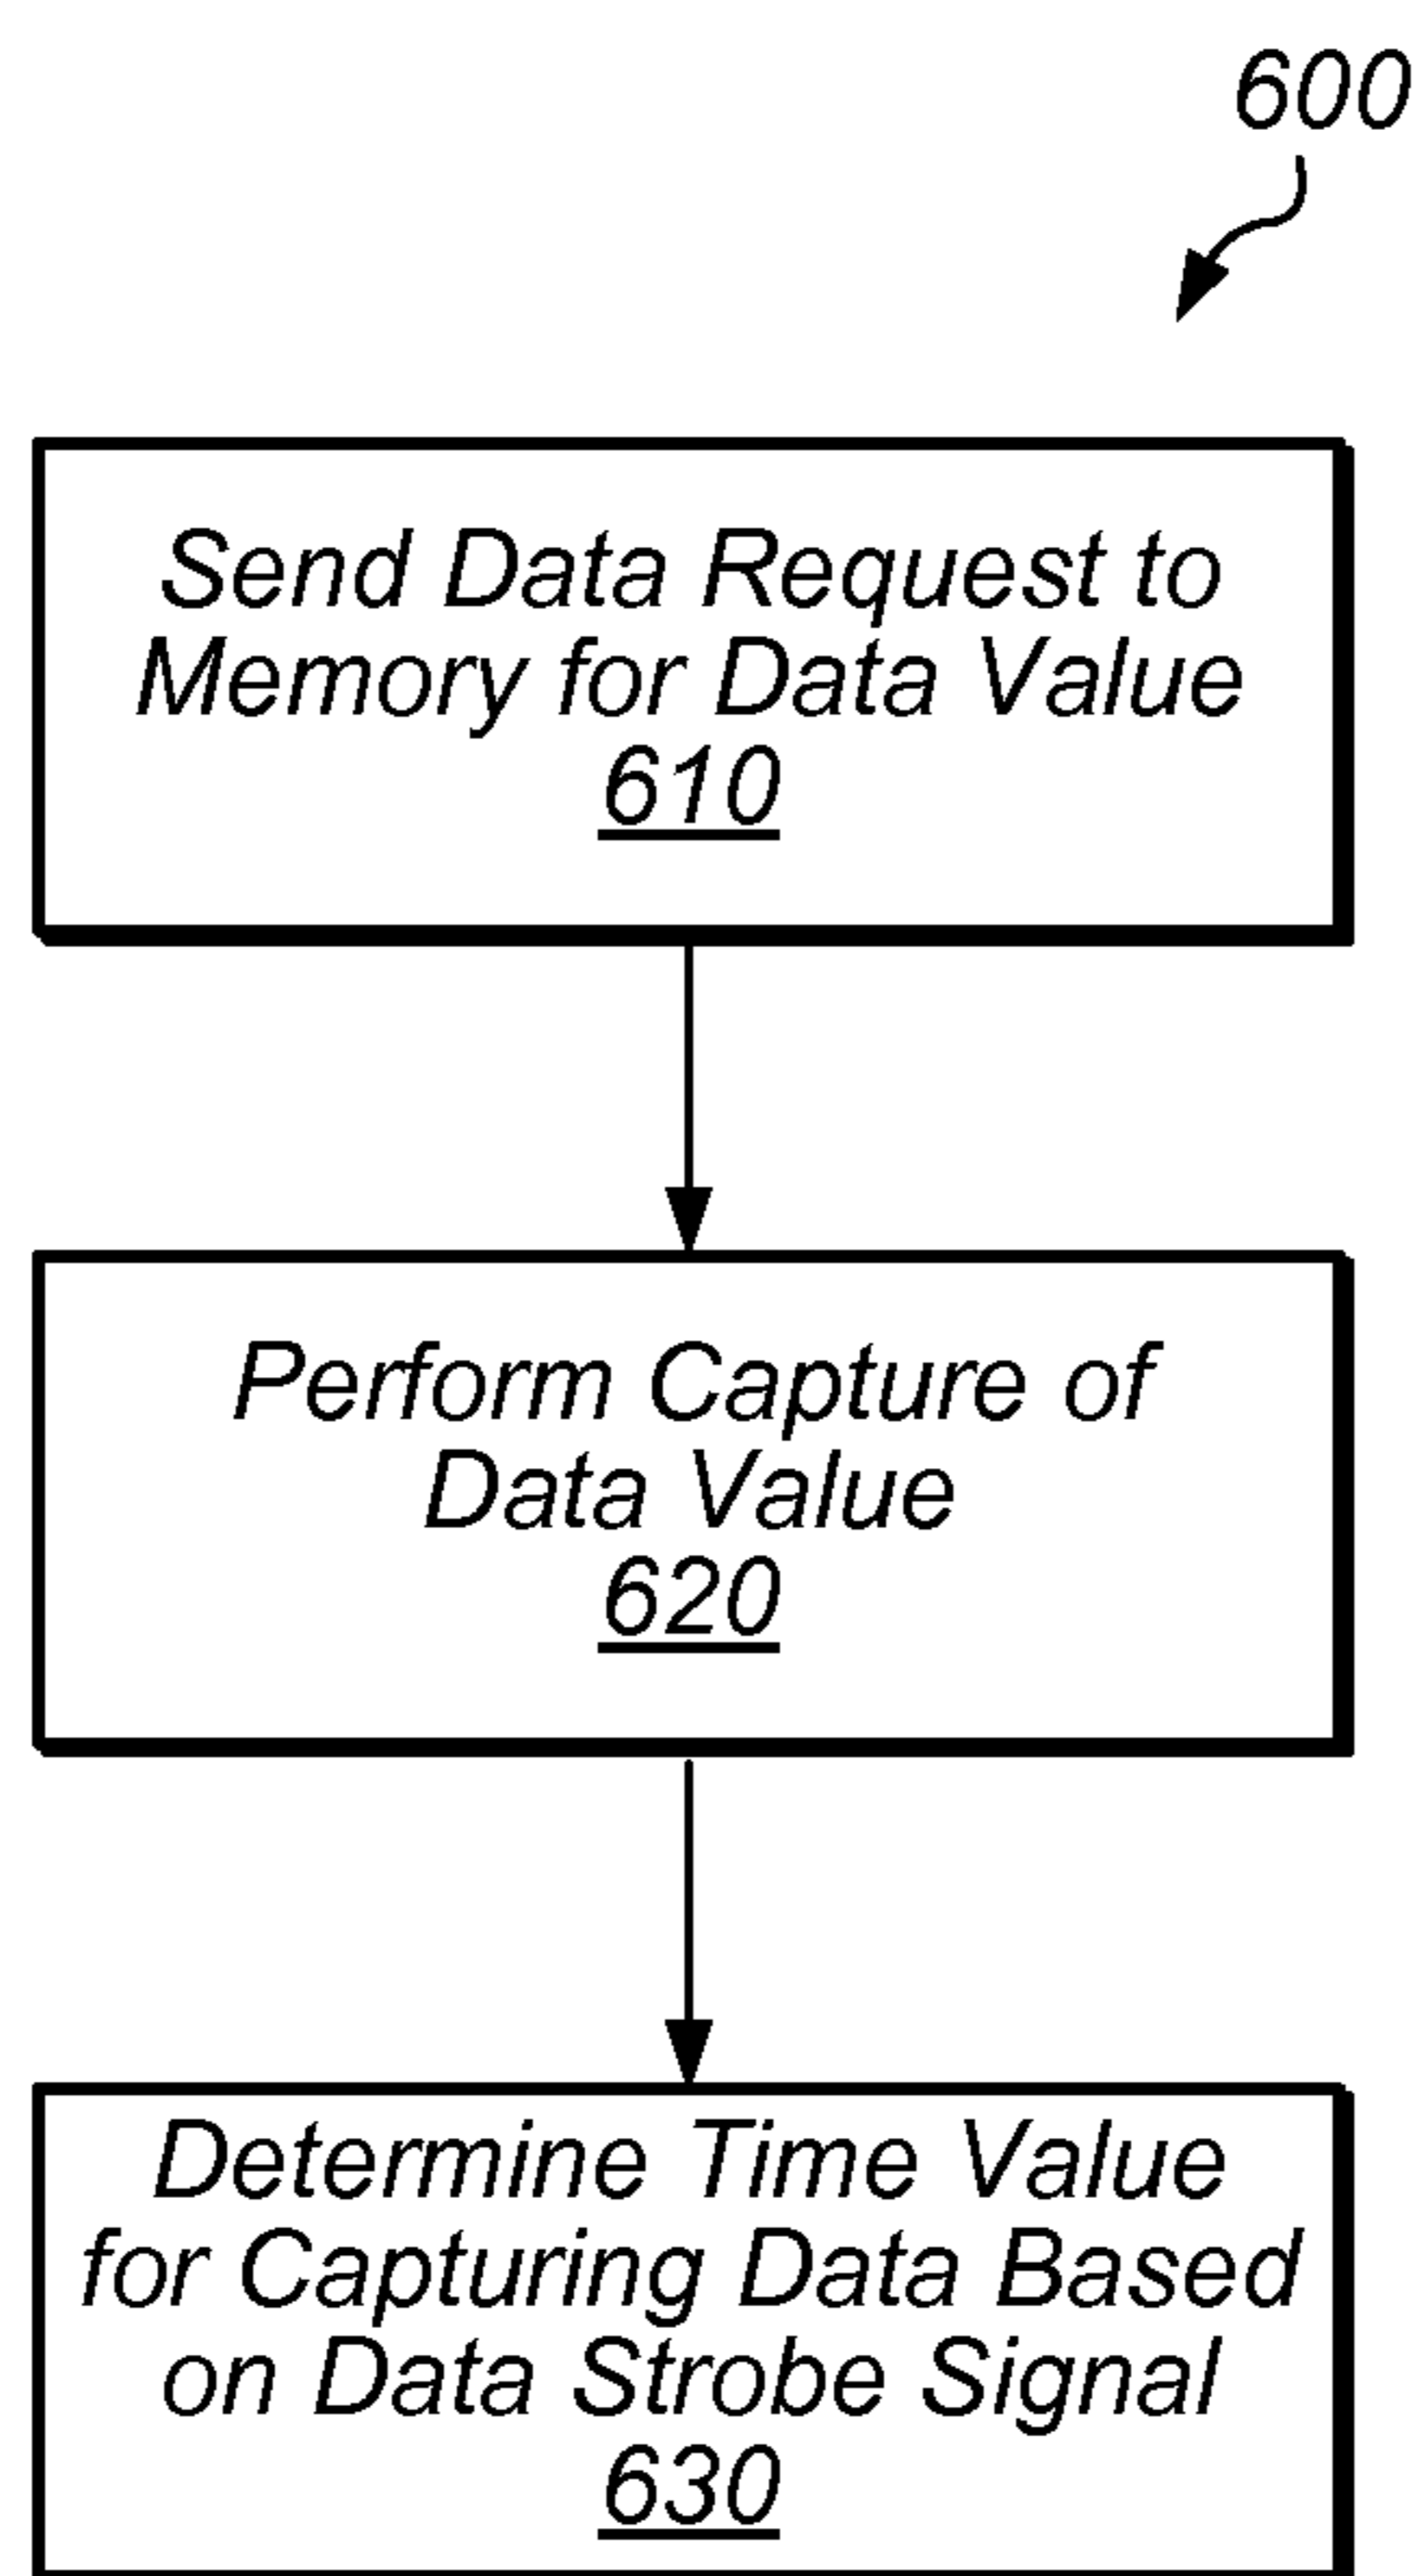 600
Send Data Request to
Memory for Data Value
610
Perform Capture of
Data Value
620
Determine Time Value
for Capturing Data Based
on Data Strobe Signal
630